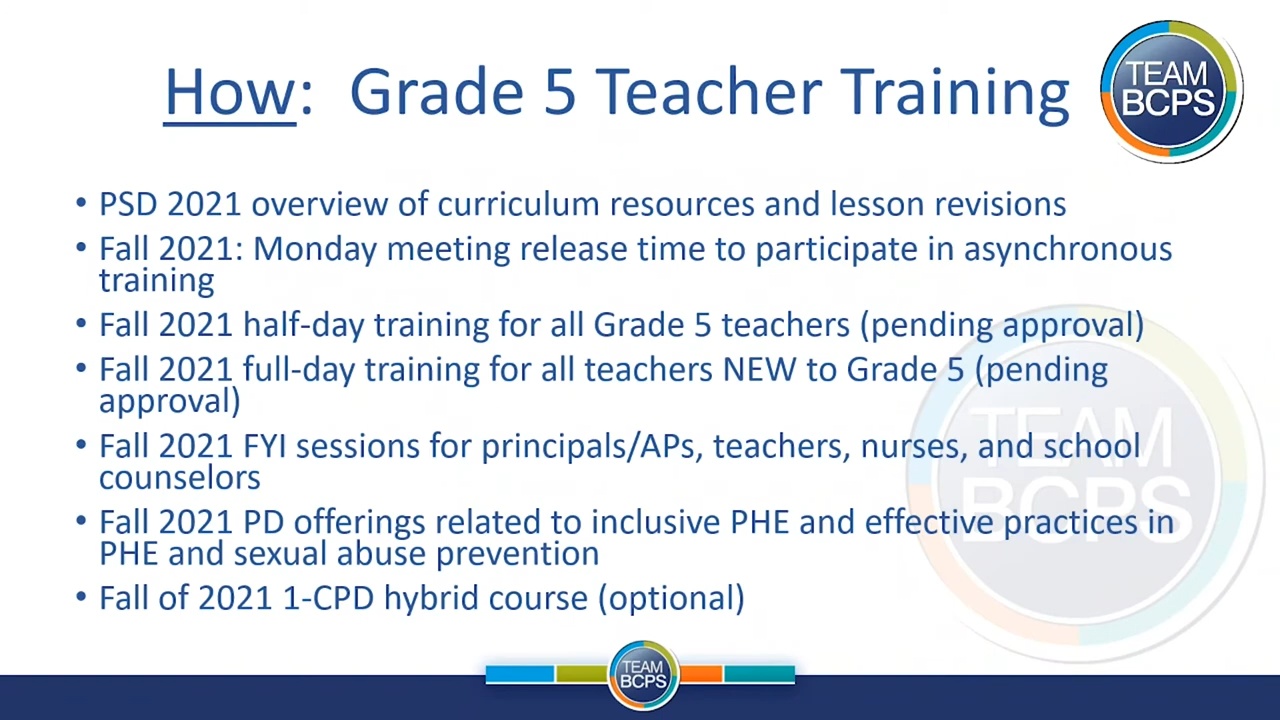 How: Grade 5 Teacher Training
TEAM
BCPS
• PSD 2021 overview of curriculum resources and lesson revisions
• Fall 2021: Monday meeting release time to participate in asynchronous
training
• Fall 2021 half-day training for all Grade 5 teachers (pending approval)
• Fall 2021 full-day training for all teachers NEW to Grade 5 (pending
approval)
• Fall 2021 FYI sessions for principals/APs, teachers, nurses, and school
counselors
• Fall 2021 PD offerings related to inclusive PHE and effective practices in
PHE and sexual abuse prevention
• Fall of 2021 1-CPD hybrid course (optional)
TEAM
BCPS
TEAM
BCPS